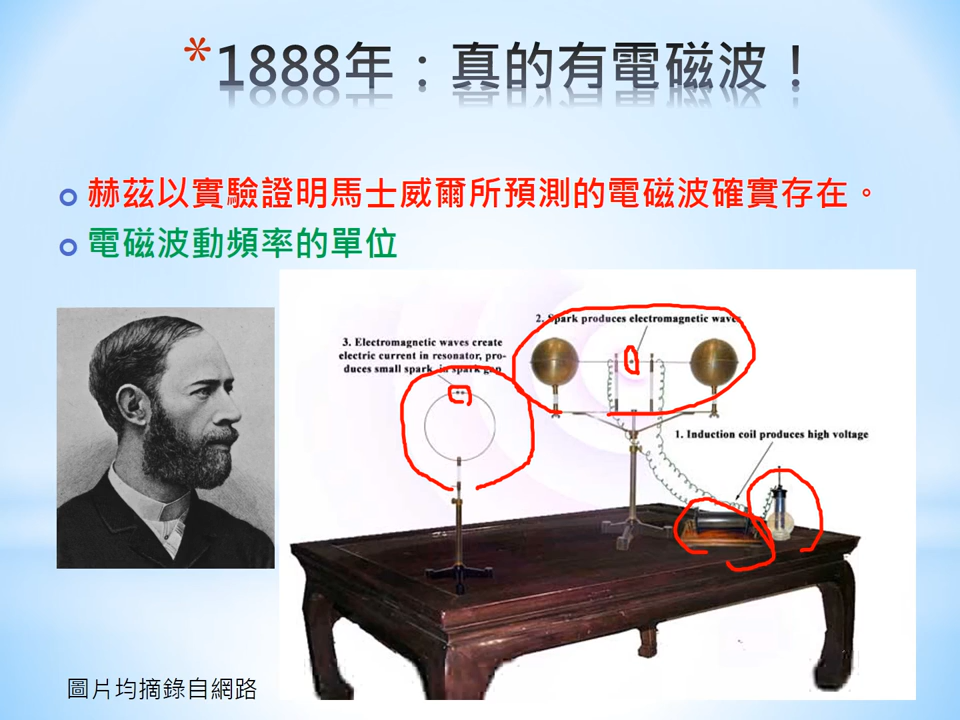 *1888年：真的有電磁波！
赫茲以實驗證明馬士威爾所預測的電磁波確實存在。
電磁波動頻率的單位
2. Spark produces electromagnetic waves
3. Electromagnetic waves create
electric current in resonator, pro-
duces small spark in spark gap
1. Induction coil produces high voltage
圖片均摘錄自網路